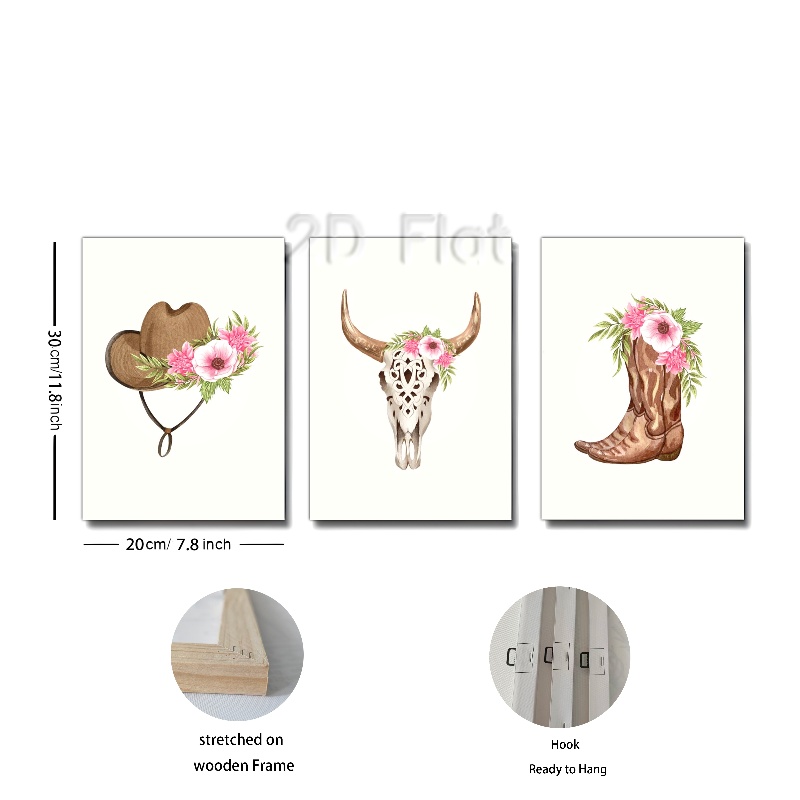 2D Flat
30cm/11.8inch
20cm/ 7.8 inch
stretched on
wooden Frame
Hook
Ready to Hang